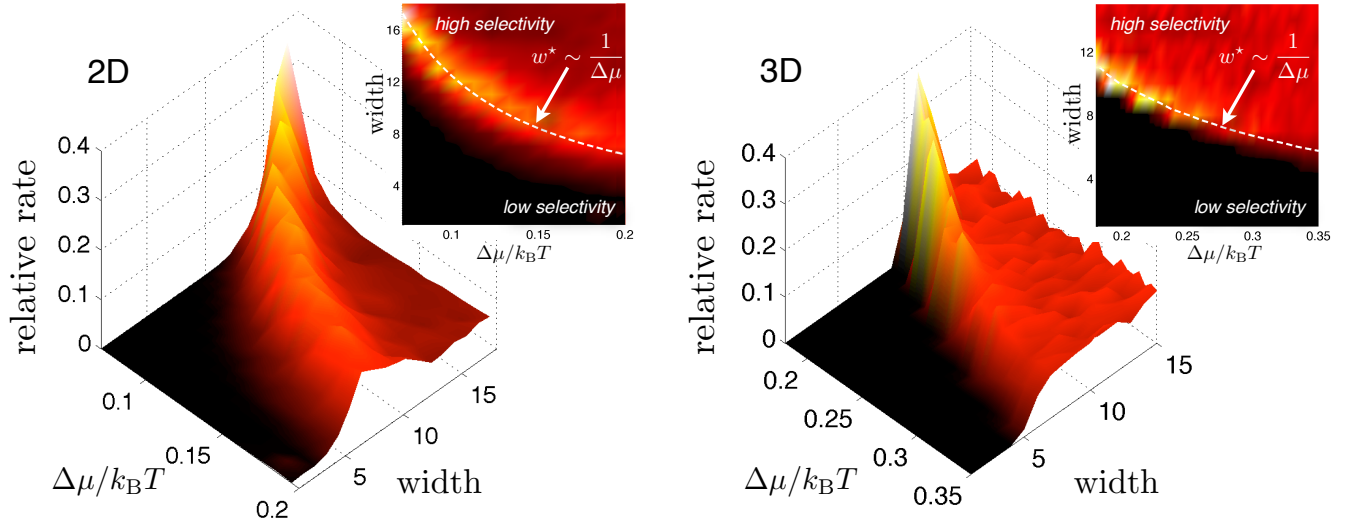 2D
relative rate
0.4
0.3
0.2
0.1
0
0.1
0.15
0.2
Δμ/k_BT
5
10
15
width
high selectivity
w* ∼ 1/Δμ
low selectivity
width
16
12
8
4
0.1
0.15
0.2
Δμ/k_BT
3D
relative rate
0.4
0.3
0.2
0.1
0
0.2
0.25
0.3
0.35
Δμ/k_BT
5
10
15
width
high selectivity
w* ∼ 1/Δμ
low selectivity
width
12
8
4
0.2
0.25
0.3
0.35
Δμ/k_BT